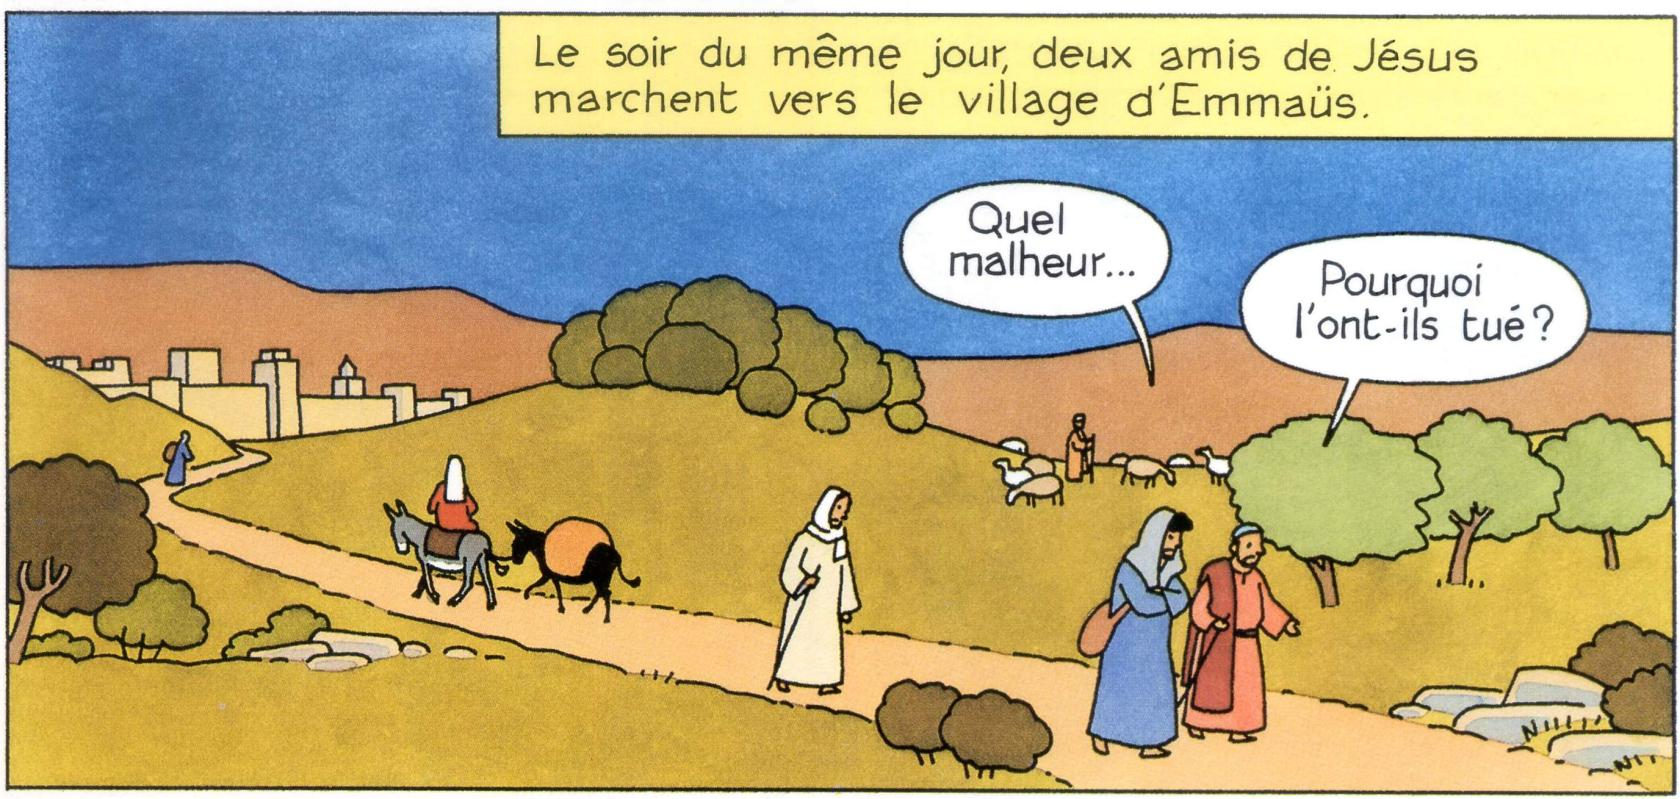 Le soir du même jour, deux amis de Jésus
marchent vers le village d'Emmaüs.
Quel
malheur...
Pourquoi
l'ont-ils tué ?